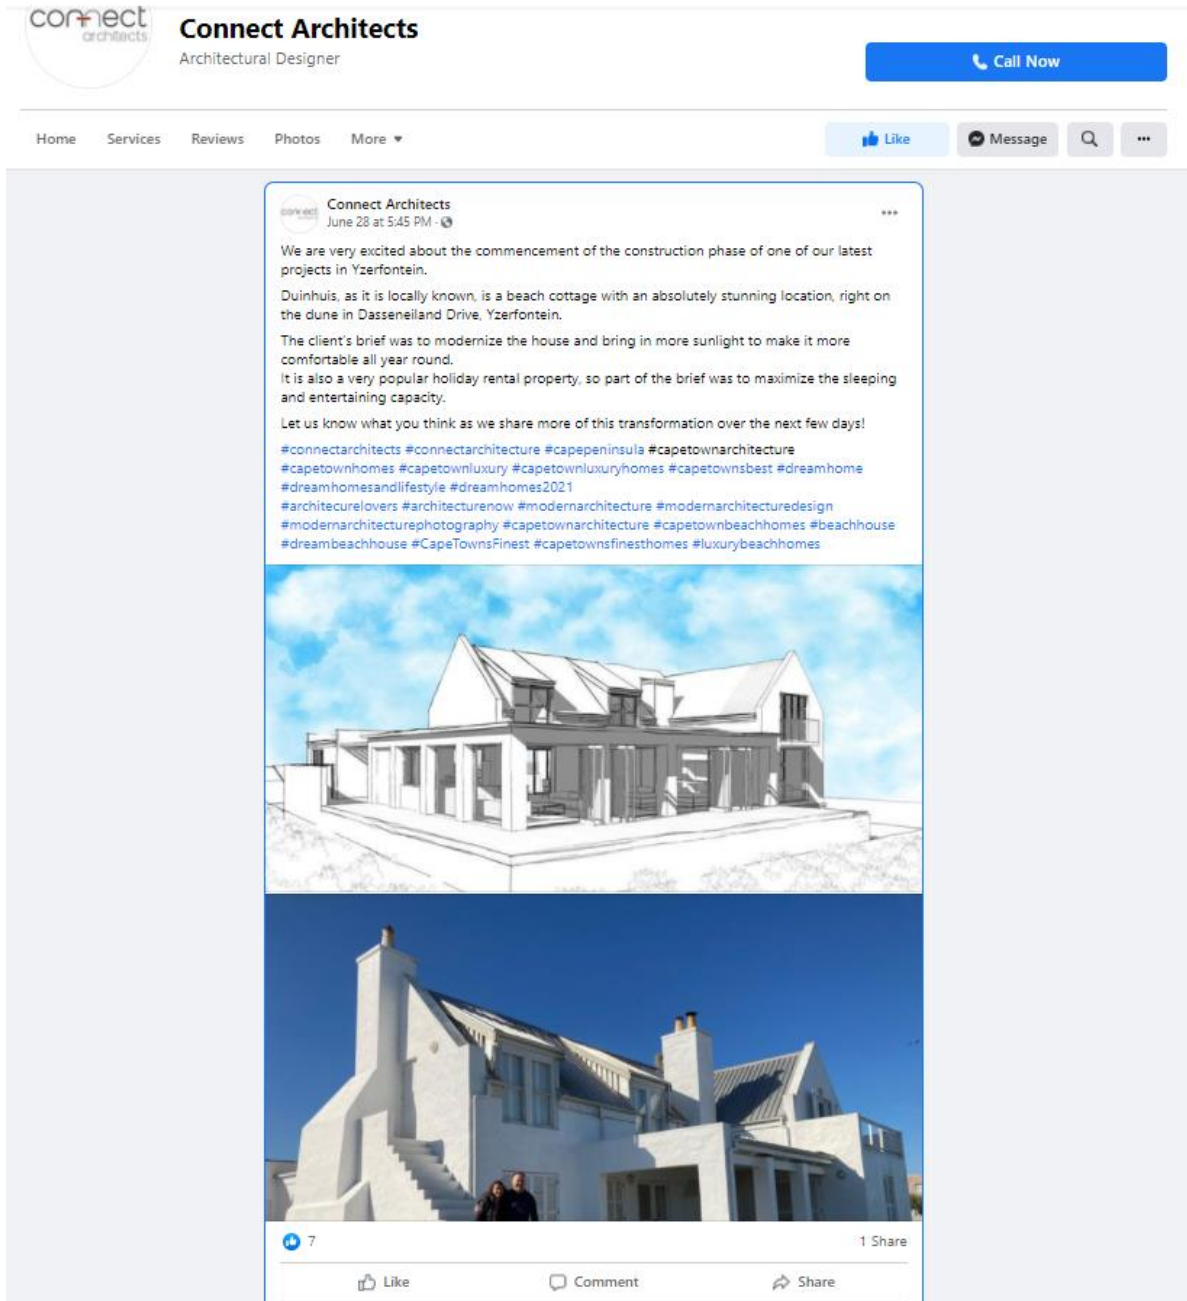 connect
architects
Connect Architects
Architectural Designer
Call Now
Home Services Reviews Photos More
Like Message
connect
Connect Architects
June 28 at 5:45 PM ·
We are very excited about the commencement of the construction phase of one of our latest
projects in Yzerfontein.
Duinhuis, as it is locally known, is a beach cottage with an absolutely stunning location, right on
the dune in Dasseneiland Drive, Yzerfontein.
The client's brief was to modernize the house and bring in more sunlight to make it more
comfortable all year round.
It is also a very popular holiday rental property, so part of the brief was to maximize the sleeping
and entertaining capacity.
Let us know what you think as we share more of this transformation over the next few days!
#connectarchitects #connectarchitecture #capepeninsula #capetownarchitecture
#capetownhomes #capetownluxury #capetownluxuryhomes #capetownsbest #dreamhome
#dreamhomesandlifestyle #dreamhomes2021
#architecurelovers #architecturenow #modernarchitecture #modernarchitecturedesign
#modernarchitecturephotography #capetownarchitecture #capetownbeachhomes #beachhouse
#dreambeachhouse #CapeTownsFinest #capetownsfinesthomes #luxurybeachhomes
7 1 Share
Like Comment Share